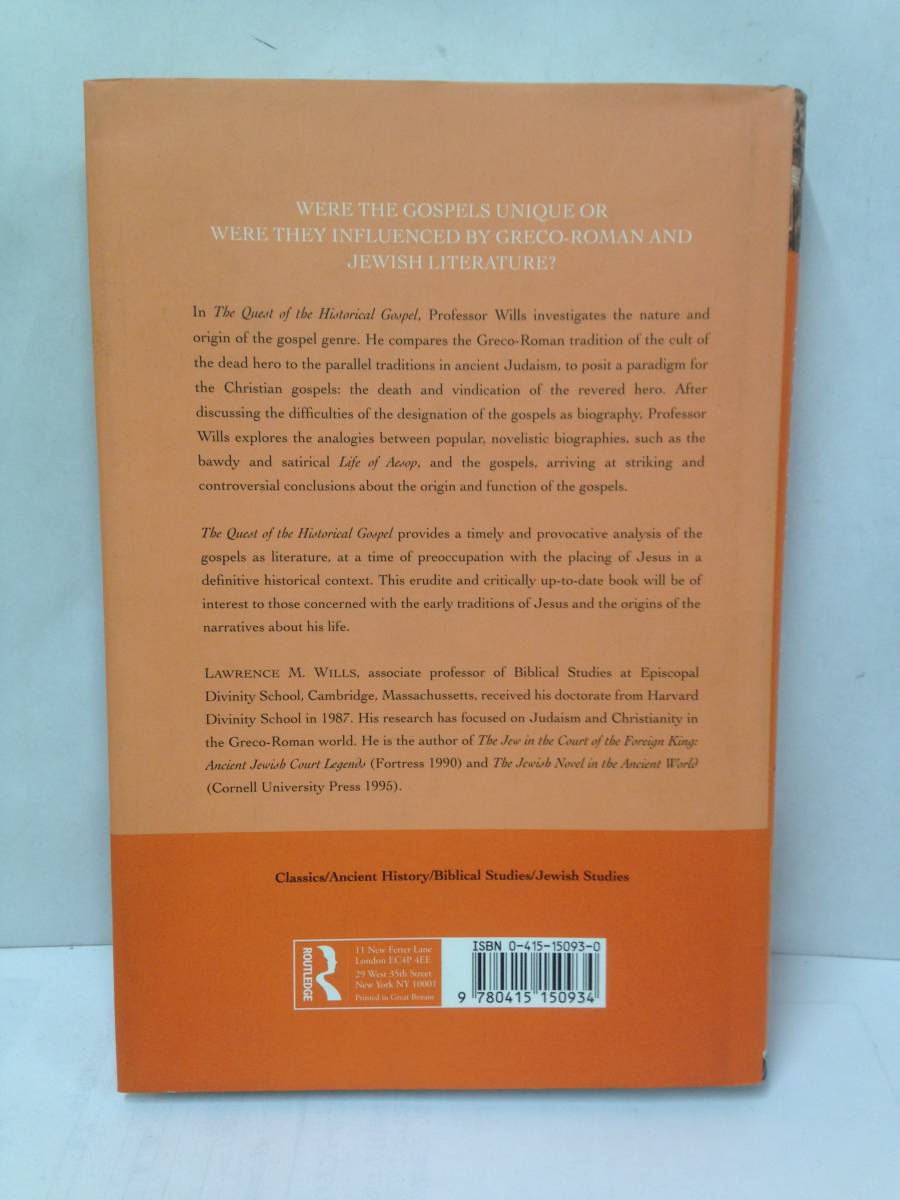 WERE THE GOSPELS UNIQUE OR
WERE THEY INFLUENCED BY GRECO-ROMAN AND
JEWISH LITERATURE?
In The Quest of the Historical Gospel, Professor Wills investigates the nature and
origin of the gospel genre. He compares the Greco-Roman tradition of the cult of
the dead hero to the parallel traditions in ancient Judaism, to posit a paradigm for
the Christian gospels: the death and vindication of the revered hero. After
discussing the difficulties of the designation of the gospels as biography, Professor
Wills explores the analogies between popular, novelistic biographies, such as the
bawdy and satirical Life of Aesop, and the gospels, arriving at striking and
controversial conclusions about the origin and function of the gospels.
The Quest of the Historical Gospel provides a timely and provocative analysis of the
gospels as literature, at a time of preoccupation with the placing of Jesus in a
definitive historical context. This erudite and critically up-to-date book will be of
interest to those concerned with the early traditions of Jesus and the origins of the
narratives about his life.
LAWRENCE M. WILLS, associate professor of Biblical Studies at Episcopal
Divinity School, Cambridge, Massachussetts, received his doctorate from Harvard
Divinity School in 1987. His research has focused on Judaism and Christianity in
the Greco-Roman world. He is the author of The Jew in the Court of the Foreign King:
Ancient Jewish Court Legends (Fortress 1990) and The Jewish Novel in the Ancient World
(Cornell University Press 1995).
Classics/Ancient History/Biblical Studies/Jewish Studies
ROUTLEDGE
11 New Fetter Lane
London EC4P 4EE
29 West 35th Street
New York NY 10001
Printed in Great Britain
ISBN 0-415-15093-0
9 780415 150934